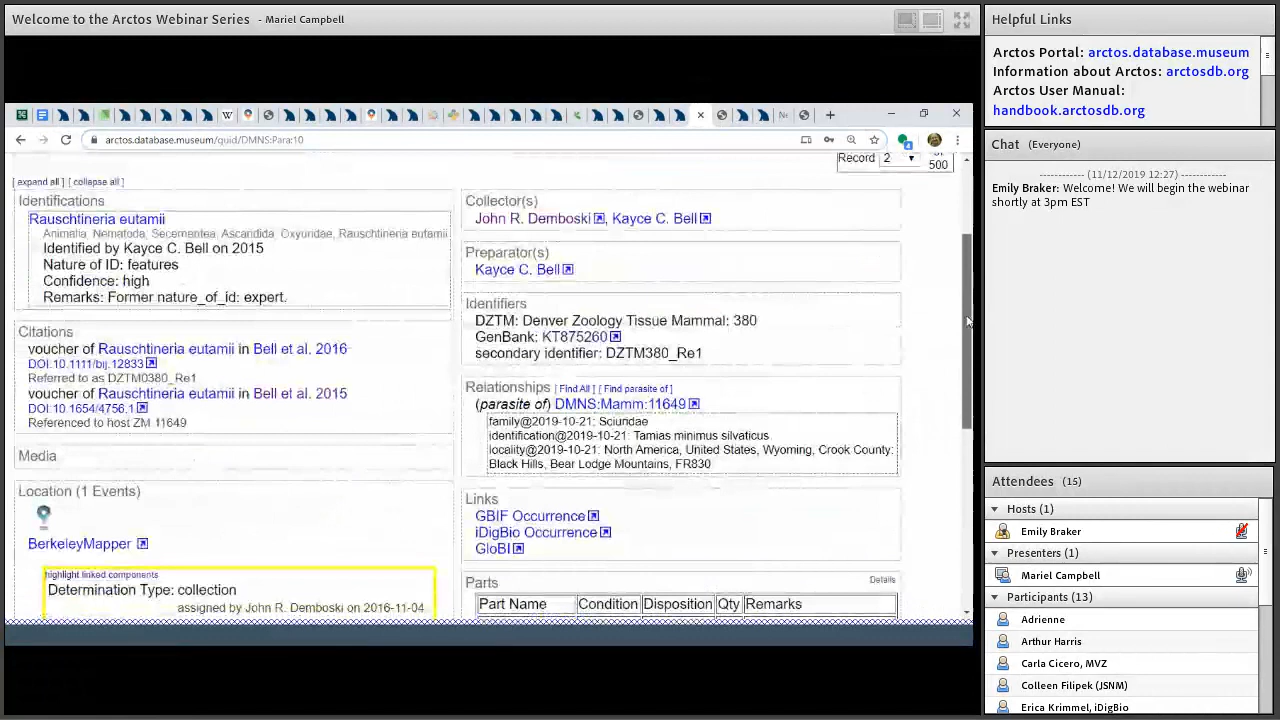 Welcome to the Arctos Webinar Series - Mariel Campbell
arctos.database.museum/guid/DMNS:Para:10
Record 2 of 500
[ expand all ] [ collapse all ]
Identifications
Rauschtineria eutamii
Animalia, Nematoda, Secernentea, Ascaridida, Oxyuridae, Rauschtineria eutamii
Identified by Kayce C. Bell on 2015
Nature of ID: features
Confidence: high
Remarks: Former nature_of_id: expert.
Citations
voucher of Rauschtineria eutamii in Bell et al. 2016
DOI:10.1111/bij.12833
Referred to as DZTM0380_Re1
voucher of Rauschtineria eutamii in Bell et al. 2015
DOI:10.1654/4756.1
Referenced to host ZM.11649
Media
Location (1 Events)
BerkeleyMapper
highlight linked components
Determination Type: collection
assigned by John R. Demboski on 2016-11-04
Collector(s)
John R. Demboski, Kayce C. Bell
Preparator(s)
Kayce C. Bell
Identifiers
DZTM: Denver Zoology Tissue Mammal: 380
GenBank: KT875260
secondary identifier: DZTM380_Re1
Relationships [ Find All ] [ Find parasite of ]
(parasite of) DMNS:Mamm:11649
family@2019-10-21: Sciuridae
identification@2019-10-21: Tamias minimus silvaticus
locality@2019-10-21: North America, United States, Wyoming, Crook County:
Black Hills, Bear Lodge Mountains, FR830
Links
GBIF Occurrence
iDigBio Occurrence
GloBI
Parts Details
Part Name Condition Disposition Qty Remarks
Helpful Links
Arctos Portal: arctos.database.museum
Information about Arctos: arctosdb.org
Arctos User Manual:
handbook.arctosdb.org
Chat (Everyone)
------------ (11/12/2019 12:27) ------------
Emily Braker: Welcome! We will begin the webinar
shortly at 3pm EST
Attendees (15)
Hosts (1)
Emily Braker
Presenters (1)
Mariel Campbell
Participants (13)
Adrienne
Arthur Harris
Carla Cicero, MVZ
Colleen Filipek (JSNM)
Erica Krimmel, iDigBio